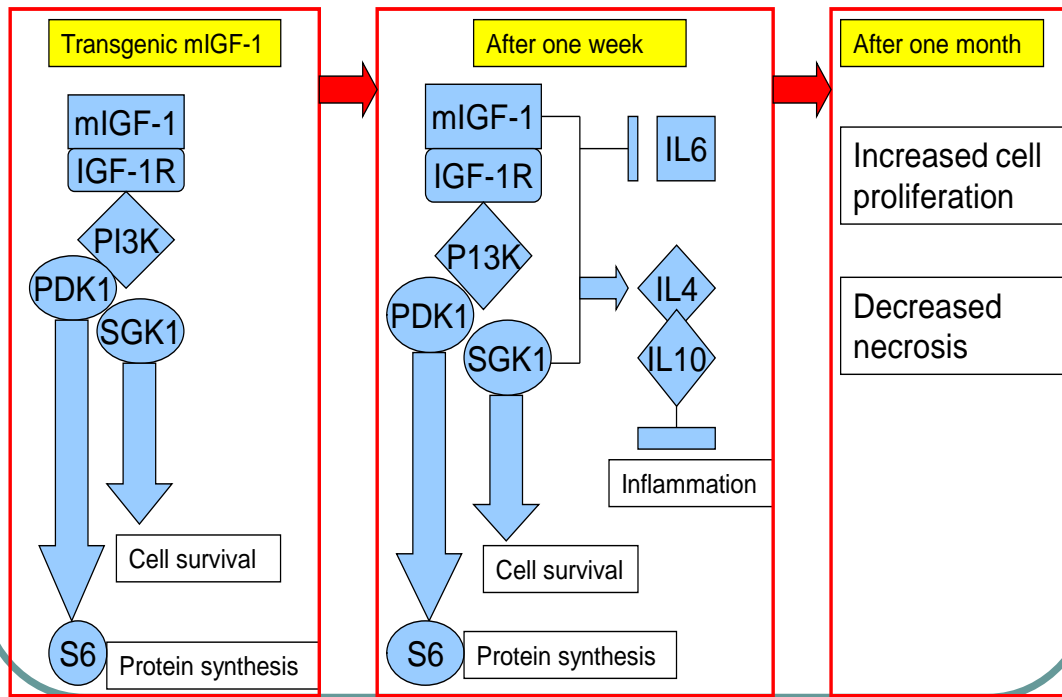 Transgenic mIGF-1
mIGF-1
IGF-1R
PI3K
PDK1
SGK1
Cell survival
S6
Protein synthesis
After one week
mIGF-1
IL6
IGF-1R
P13K
IL4
PDK1
SGK1
IL10
Inflammation
Cell survival
S6
Protein synthesis
After one month
Increased cell
proliferation
Decreased
necrosis